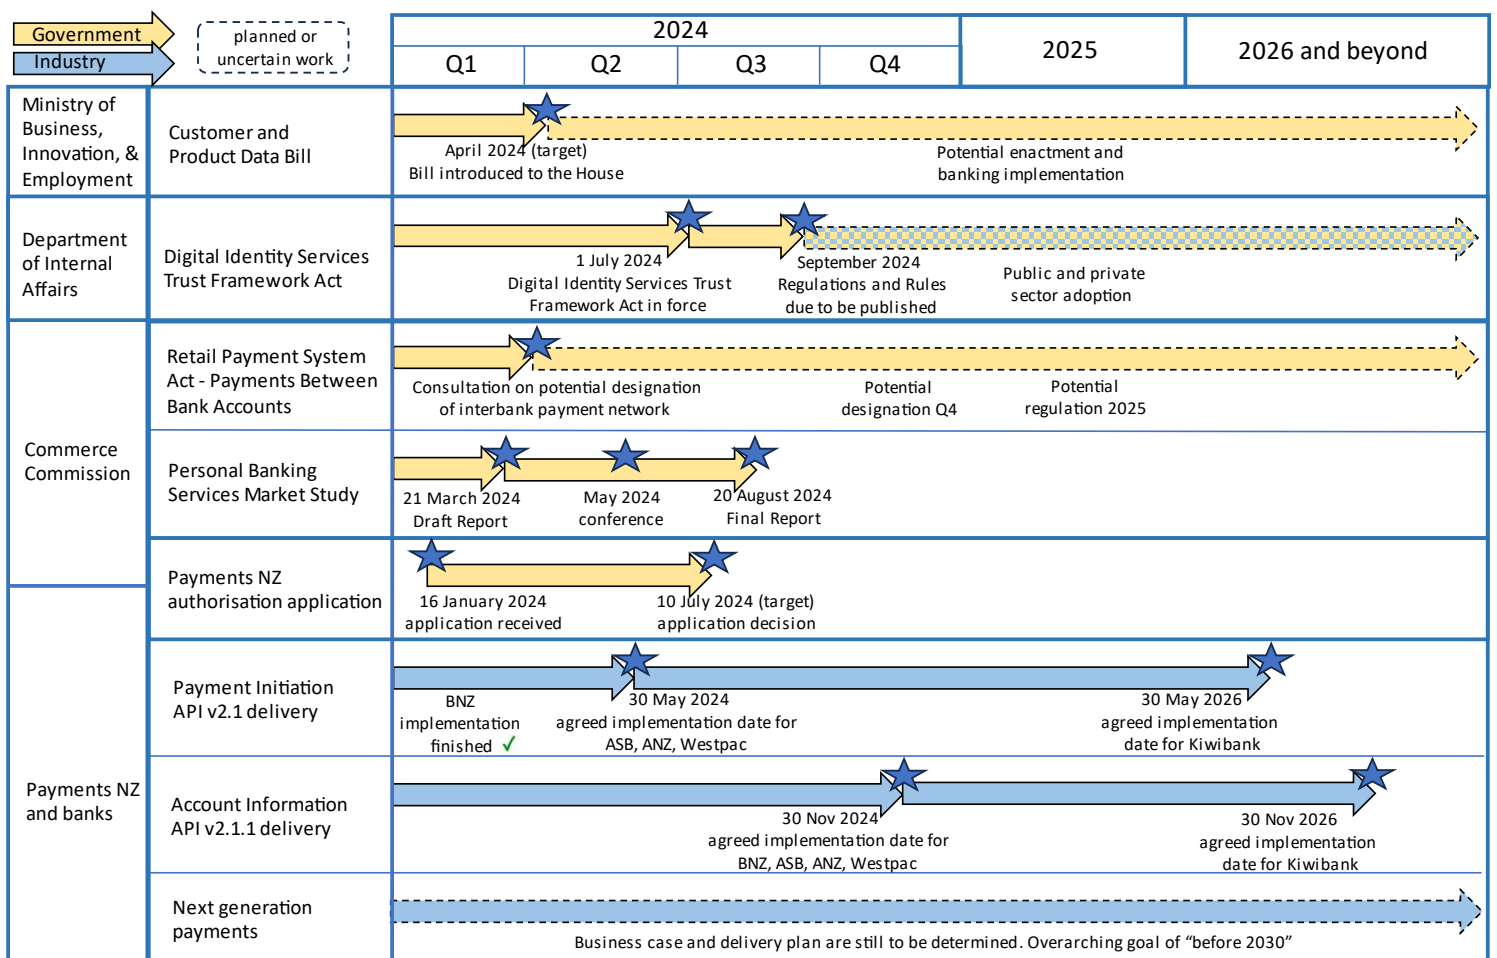 Government
Industry
planned or
uncertain work
2024
Q1
Q2
Q3
Q4
2025
2026 and beyond
Ministry of
Business,
Innovation, &
Employment
Customer and
Product Data Bill
April 2024 (target)
Bill introduced to the House
Potential enactment and
banking implementation
Department
of Internal
Affairs
Digital Identity Services
Trust Framework Act
1 July 2024
Digital Identity Services Trust
Framework Act in force
September 2024
Regulations and Rules
due to be published
Public and private
sector adoption
Commerce
Commission
Retail Payment System
Act - Payments Between
Bank Accounts
Consultation on potential designation
of interbank payment network
Potential
designation Q4
Potential
regulation 2025
Personal Banking
Services Market Study
21 March 2024
Draft Report
May 2024
conference
20 August 2024
Final Report
Payments NZ
authorisation application
16 January 2024
application received
10 July 2024 (target)
application decision
Payments NZ
and banks
Payment Initiation
API v2.1 delivery
BNZ
implementation
finished ✓
30 May 2024
agreed implementation date for
ASB, ANZ, Westpac
30 May 2026
agreed implementation
date for Kiwibank
Account Information
API v2.1.1 delivery
30 Nov 2024
agreed implementation date for
BNZ, ASB, ANZ, Westpac
30 Nov 2026
agreed implementation
date for Kiwibank
Next generation
payments
Business case and delivery plan are still to be determined. Overarching goal of “before 2030”